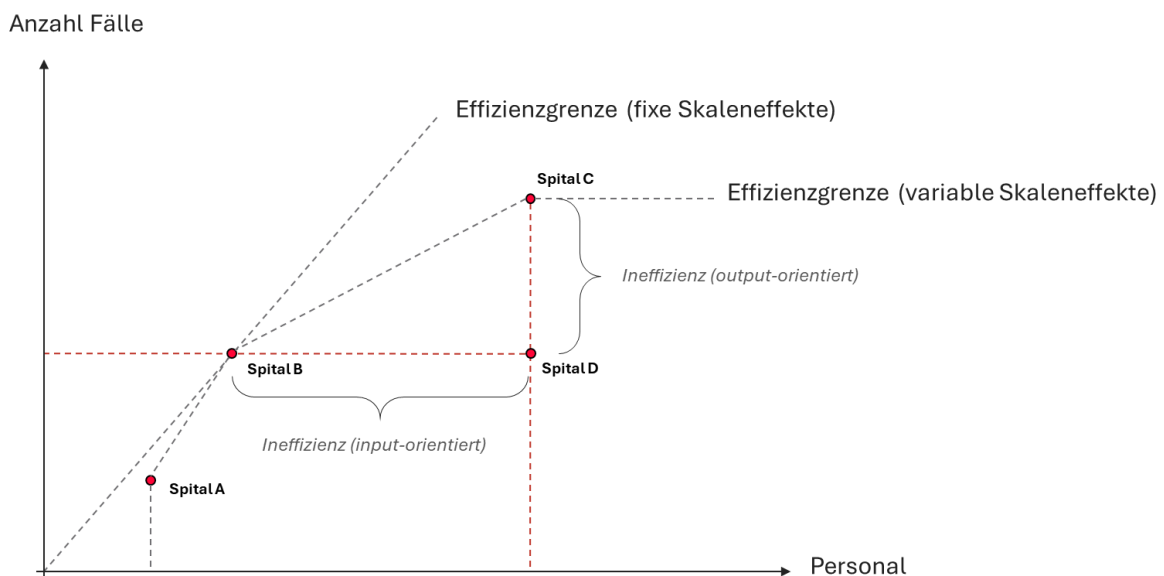 Anzahl Fälle
Effizienzgrenze (fixe Skaleneffekte)
Spital C
Effizienzgrenze (variable Skaleneffekte)
Ineffizienz (output-orientiert)
Spital B
Spital D
Ineffizienz (input-orientiert)
Spital A
Personal